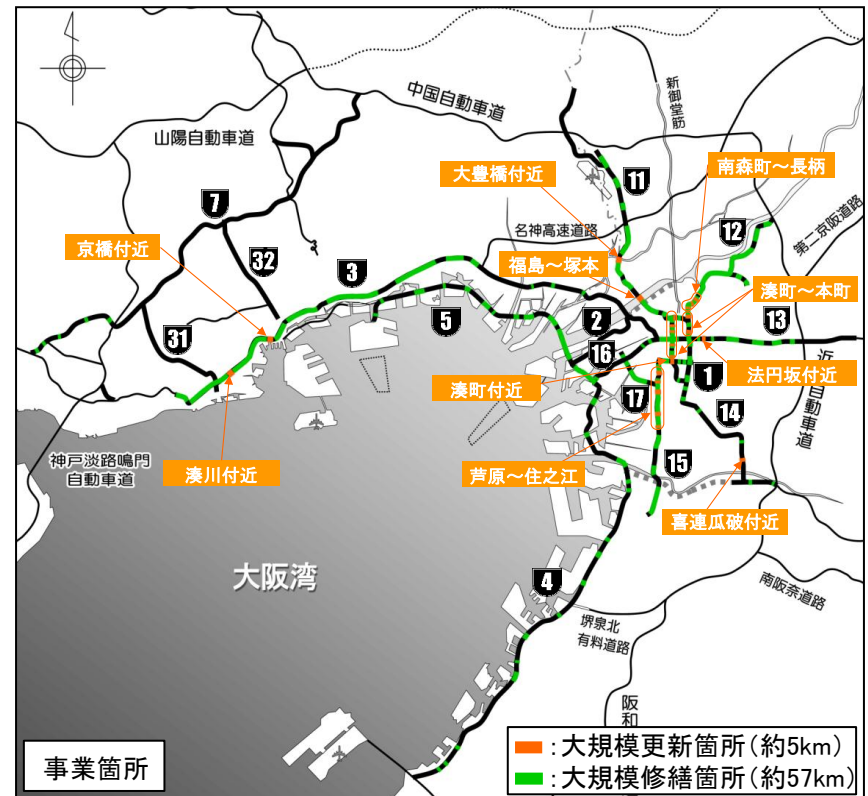 中国自動車道
新御堂筋
山陽自動車道
南森町～長柄
大豊橋付近
11
7
12
第二京阪道路
名神高速道路
京橋付近
32
3
福島～塚本
湊町～本町
5
2
13
31
16
湊町付近
1
法円坂付近
近
自動車道
17
14
神戸淡路鳴門
自動車道
湊川付近
芦原～住之江
15
喜連瓜破付近
大阪湾
4
南阪奈道路
堺泉北
有料道路
阪和
事業箇所
：大規模更新箇所（約5km）
：大規模修繕箇所（約57km）